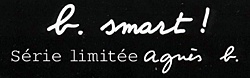 b. smart !
Série limitée agnès b.